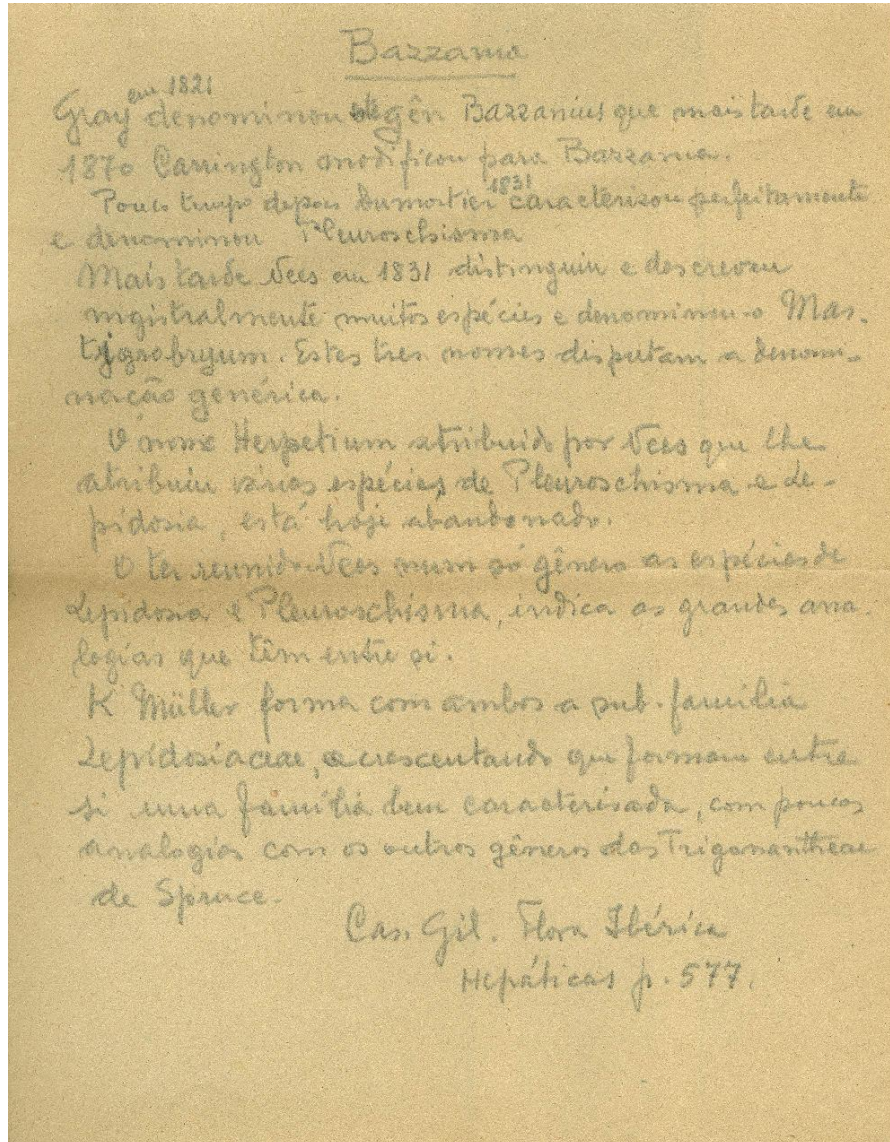 Bazzania
em 1821
Gray denominou este gên Bazzanius que mais tarde em
1870 Carrington modificou para Bazzania.
1831
Pouco tempo depois Dumortier caracterizou perfeitamente
e denominou Pleuroschisma
Mais tarde Nees em 1831 distinguiu e descreveu
magistralmente muitos espécies e denominou-o Mas-
tigobryum. Estes tres nomes disputam a denomi-
nação genérica.
O nome Herpetium atribuido por Nees que lhe
atribuiu várias espécies de Pleuroschisma e Le-
pidosia, está hoje abandonado.
O ter reunido Nees num só gênero as espécies de
Lepidosia e Pleuroschisma, indica as grandes ana-
logias que têm entre si.
K Müller forma com ambos a sub-familia
Lepidosiaceae, acrescentando que formam entre
si uma familia bem caracterisada, com poucas
analogias com os outros gêneros das Trigonantheae
de Spruce.
Cas. Gil. Flora Ibérica
Hepáticas p. 577.